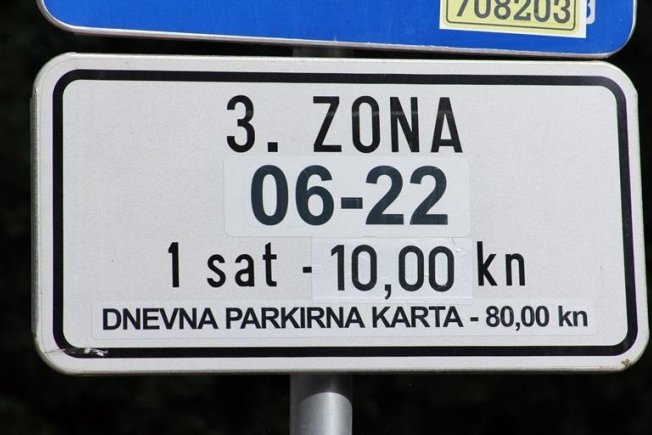 708203
3. ZONA
06-22
1 sat - 10,00 kn
DNEVNA PARKIRNA KARTA - 80,00 kn